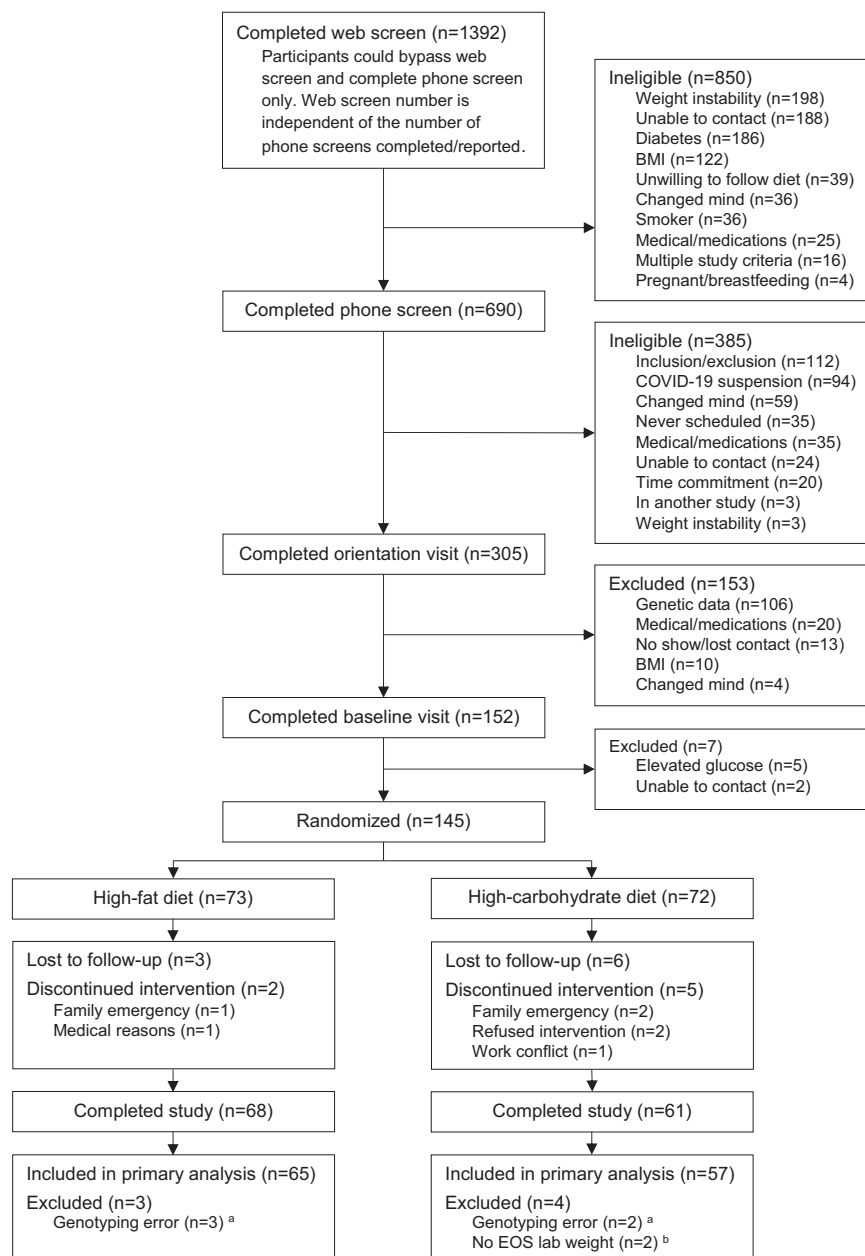 Completed web screen (n=1392)
Participants could bypass web
screen and complete phone screen
only. Web screen number is
independent of the number of
phone screens completed/reported.
Ineligible (n=850)
Weight instability (n=198)
Unable to contact (n=188)
Diabetes (n=186)
BMI (n=122)
Unwilling to follow diet (n=39)
Changed mind (n=36)
Smoker (n=36)
Medical/medications (n=25)
Multiple study criteria (n=16)
Pregnant/breastfeeding (n=4)
Completed phone screen (n=690)
Ineligible (n=385)
Inclusion/exclusion (n=112)
COVID-19 suspension (n=94)
Changed mind (n=59)
Never scheduled (n=35)
Medical/medications (n=35)
Unable to contact (n=24)
Time commitment (n=20)
In another study (n=3)
Weight instability (n=3)
Completed orientation visit (n=305)
Excluded (n=153)
Genetic data (n=106)
Medical/medications (n=20)
No show/lost contact (n=13)
BMI (n=10)
Changed mind (n=4)
Completed baseline visit (n=152)
Excluded (n=7)
Elevated glucose (n=5)
Unable to contact (n=2)
Randomized (n=145)
High-fat diet (n=73)
High-carbohydrate diet (n=72)
Lost to follow-up (n=3)
Discontinued intervention (n=2)
Family emergency (n=1)
Medical reasons (n=1)
Lost to follow-up (n=6)
Discontinued intervention (n=5)
Family emergency (n=2)
Refused intervention (n=2)
Work conflict (n=1)
Completed study (n=68)
Completed study (n=61)
Included in primary analysis (n=65)
Excluded (n=3)
Genotyping error (n=3) a
Included in primary analysis (n=57)
Excluded (n=4)
Genotyping error (n=2) a
No EOS lab weight (n=2) b